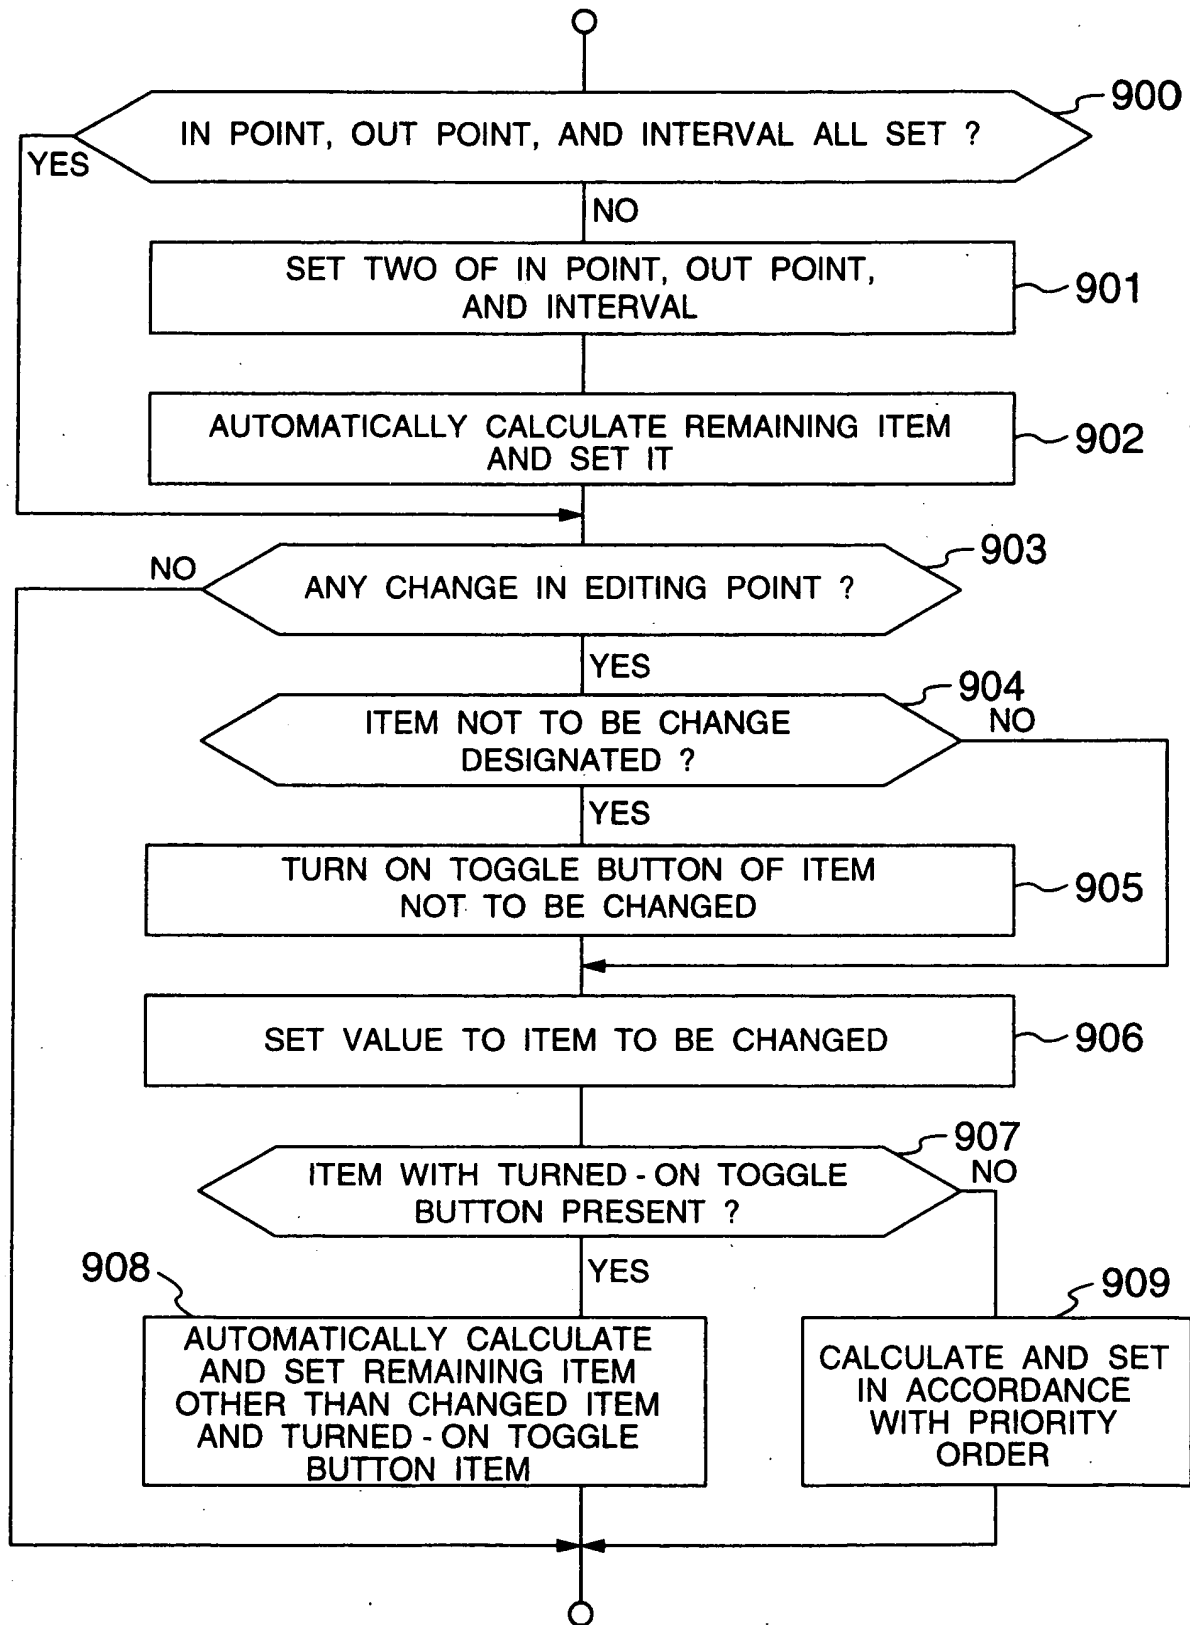 900
IN POINT, OUT POINT, AND INTERVAL ALL SET ?
YES
NO
SET TWO OF IN POINT, OUT POINT,
AND INTERVAL
901
AUTOMATICALLY CALCULATE REMAINING ITEM
AND SET IT
902
903
NO
ANY CHANGE IN EDITING POINT ?
YES
904
ITEM NOT TO BE CHANGE
DESIGNATED ?
NO
YES
TURN ON TOGGLE BUTTON OF ITEM
NOT TO BE CHANGED
905
SET VALUE TO ITEM TO BE CHANGED
906
907
ITEM WITH TURNED - ON TOGGLE
BUTTON PRESENT ?
NO
YES
908
AUTOMATICALLY CALCULATE
AND SET REMAINING ITEM
OTHER THAN CHANGED ITEM
AND TURNED - ON TOGGLE
BUTTON ITEM
909
CALCULATE AND SET
IN ACCORDANCE
WITH PRIORITY
ORDER